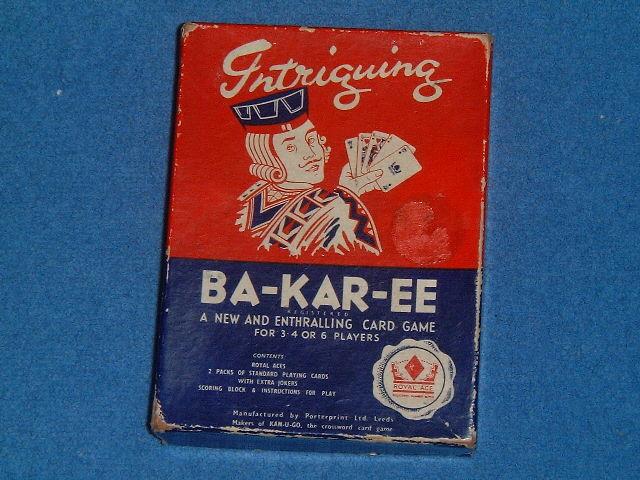 Intriguing
BA-KAR-EE
REGISTERED
A NEW AND ENTHRALLING CARD GAME
FOR 3·4 OR 6 PLAYERS
CONTENTS
ROYAL ACES
2 PACKS OF STANDARD PLAYING CARDS
WITH EXTRA JOKERS
SCORING BLOCK & INSTRUCTIONS FOR PLAY
ROYAL ACE
Manufactured by Porterprint Ltd. Leeds
Makers of KAN-U-GO, the crossword card game